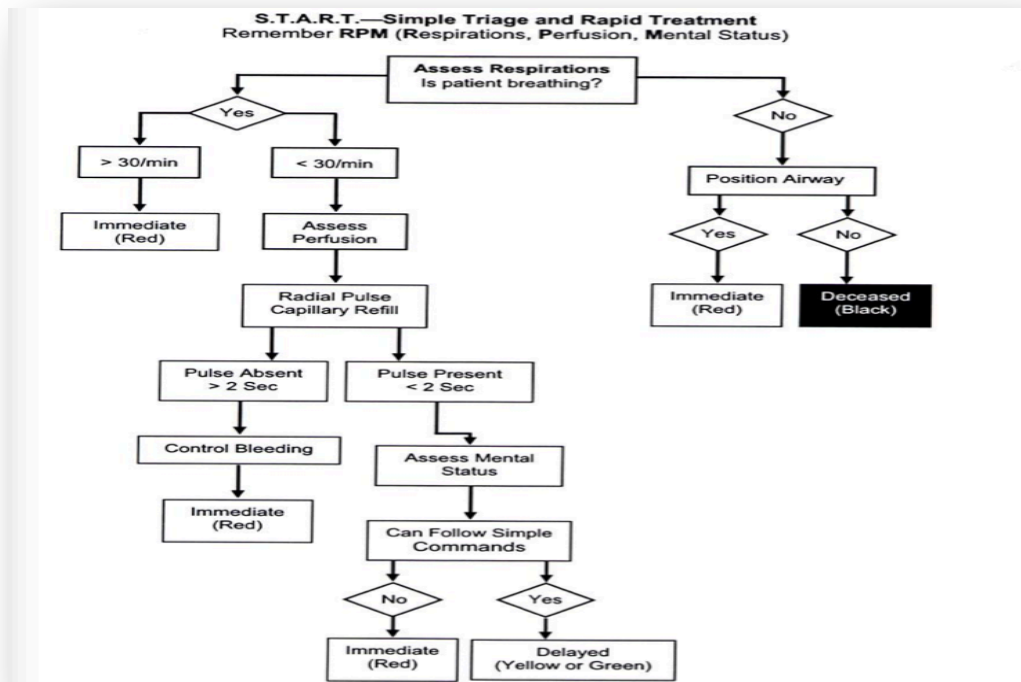 S.T.A.R.T.—Simple Triage and Rapid Treatment
Remember RPM (Respirations, Perfusion, Mental Status)
Assess Respirations
Is patient breathing?
Yes
No
> 30/min
< 30/min
Position Airway
Immediate
(Red)
Assess
Perfusion
Yes
No
Radial Pulse
Capillary Refill
Immediate
(Red)
Deceased
(Black)
Pulse Absent
> 2 Sec
Pulse Present
< 2 Sec
Control Bleeding
Assess Mental
Status
Immediate
(Red)
Can Follow Simple
Commands
No
Yes
Immediate
(Red)
Delayed
(Yellow or Green)